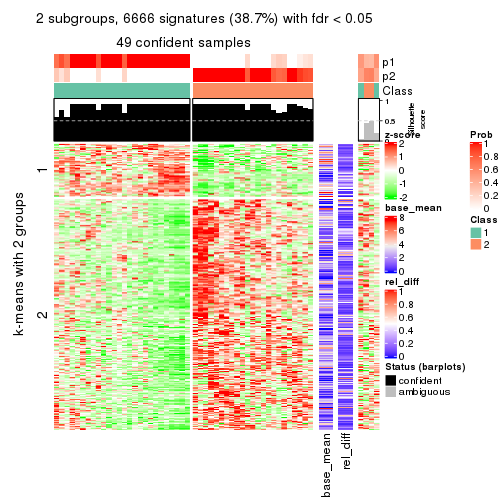 2 subgroups, 6666 signatures (38.7%) with fdr < 0.05
49 confident samples
p1
p2
Class
1
0.5
0
Silhouette
score
k-means with 2 groups
1
2
base_mean
rel_diff
z-score
2
1
0
-1
-2
base_mean
8
6
4
2
0
rel_diff
1
0.8
0.6
0.4
0.2
0
Status (barplots)
confident
ambiguous
Prob
1
0.8
0.6
0.4
0.2
0
Class
1
2